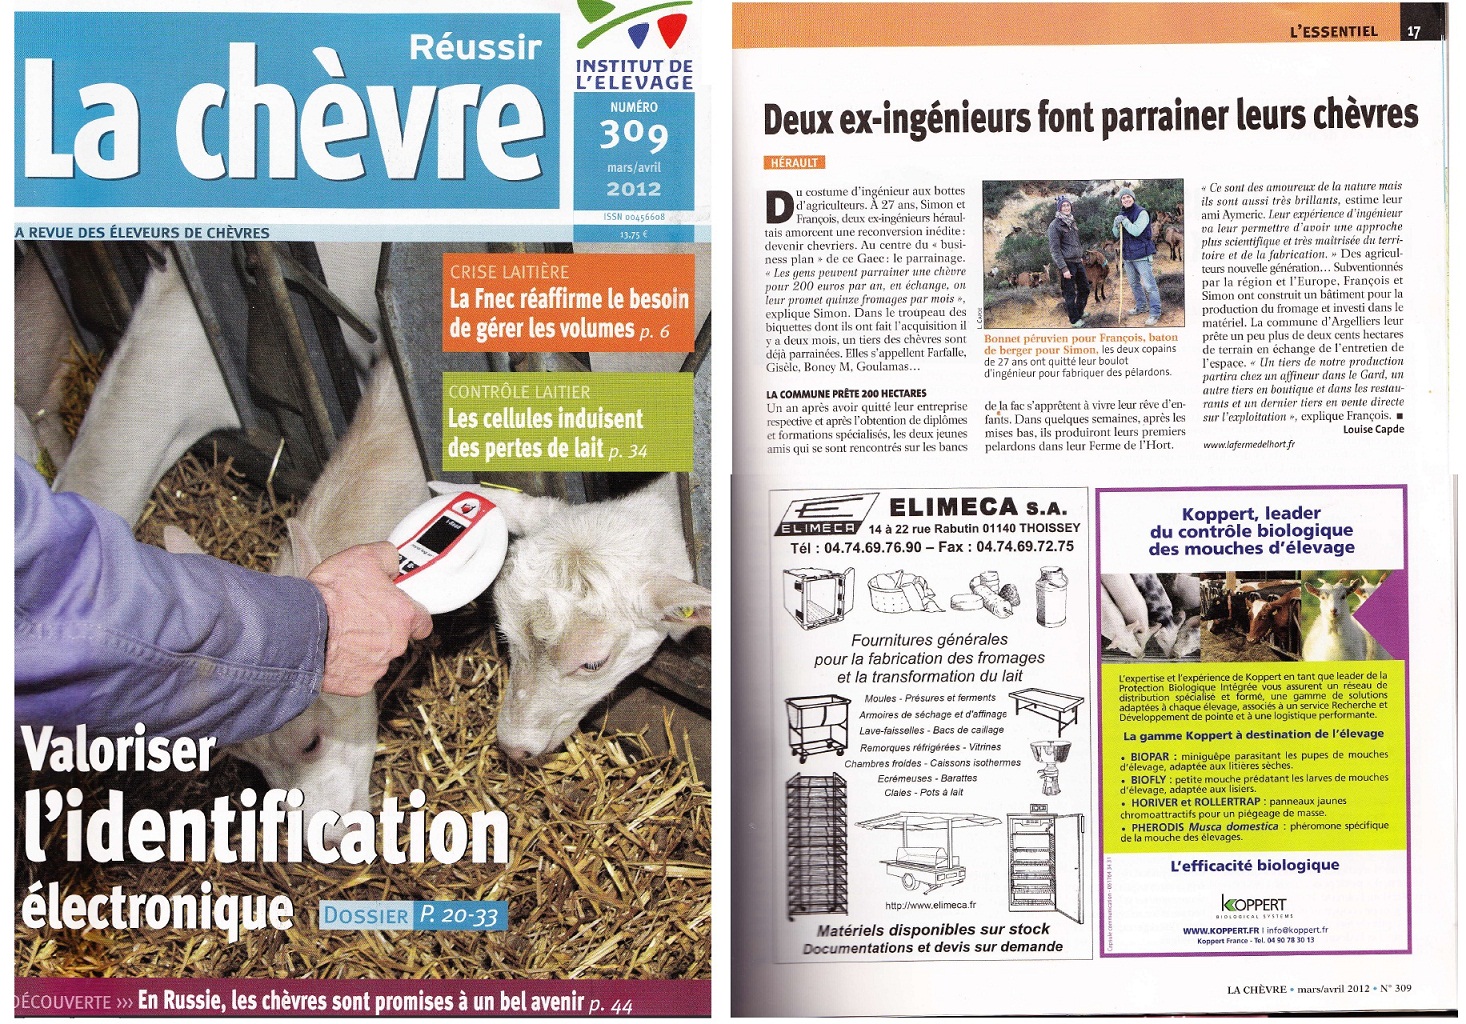 Réussir
La chèvre
INSTITUT DE
L'ELEVAGE
NUMÉRO
309
mars/avril
2012
ISSN 00456608
13,75 €
A REVUE DES ÉLEVEURS DE CHÈVRES
CRISE LAITIÈRE
La Fnec réaffirme le besoin
de gérer les volumes p. 6
CONTRÔLE LAITIER
Les cellules induisent
des pertes de lait p. 34
Valoriser
l'identification
électronique DOSSIER P. 20-33
DÉCOUVERTE >>> En Russie, les chèvres sont promises à un bel avenir p. 44
L'ESSENTIEL 17
Deux ex-ingénieurs font parrainer leurs chèvres
HÉRAULT
Du costume d'ingénieur aux bottes
d'agriculteurs. À 27 ans, Simon et
François, deux ex-ingénieurs hérault-
tais amorcent une reconversion inédite :
devenir chevriers. Au centre du « busi-
ness plan » de ce Gaec : le parrainage.
« Les gens peuvent parrainer une chèvre
pour 200 euros par an, en échange, on
leur promet quinze fromages par mois »,
explique Simon. Dans le troupeau des
biquettes dont ils ont fait l'acquisition il
y a deux mois, un tiers des chèvres sont
déjà parrainées. Elles s'appellent Farfalle,
Gisèle, Boney M, Goulamas...
LA COMMUNE PRÊTE 200 HECTARES
Un an après avoir quitté leur entreprise
respective et après l'obtention de diplômes
et formations spécialisés, les deux jeunes
amis qui se sont rencontrés sur les bancs
L. Capde
Bonnet péruvien pour François, baton
de berger pour Simon, les deux copains
de 27 ans ont quitté leur boulot
d'ingénieur pour fabriquer des pélardons.
de la fac s'apprêtent à vivre leur rêve d'en-
fants. Dans quelques semaines, après les
mises bas, ils produiront leurs premiers
pelardons dans leur Ferme de l'Hort.
« Ce sont des amoureux de la nature mais
ils sont aussi très brillants, estime leur
ami Aymeric. Leur expérience d'ingénieur
va leur permettre d'avoir une approche
plus scientifique et très maîtrisée du terri-
toire et de la fabrication. » Des agricul-
teurs nouvelle génération... Subventionnés
par la région et l'Europe, François et
Simon ont construit un bâtiment pour la
production du fromage et investi dans le
matériel. La commune d'Argelliers leur
prête un peu plus de deux cents hectares
de terrain en échange de l'entretien de
l'espace. « Un tiers de notre production
partira chez un affineur dans le Gard, un
autre tiers en boutique et dans les restau-
rants et un dernier tiers en vente directe
sur l'exploitation », explique François. ■
Louise Capde
www.lafermedelhort.fr
ELIMECA
ELIMECA S.A.
14 à 22 rue Rabutin 01140 THOISSEY
Tél : 04.74.69.76.90 – Fax : 04.74.69.72.75
Fournitures générales
pour la fabrication des fromages
et la transformation du lait
Moules - Présures et ferments
Armoires de séchage et d'affinage
Lave-faisselles - Bacs de caillage
Remorques réfrigérées - Vitrines
Chambres froides - Caissons isothermes
Ecrémeuses - Barattes
Claies - Pots à lait
http://www.elimeca.fr
Matériels disponibles sur stock
Documentations et devis sur demande
Koppert, leader
du contrôle biologique
des mouches d'élevage
L'expertise et l'expérience de Koppert en tant que leader de la
Protection Biologique Intégrée vous assurent un réseau de
distribution spécialisé et formé, une gamme de solutions
adaptées à chaque élevage, associés à un service Recherche et
Développement de pointe et à une logistique performante.
La gamme Koppert à destination de l'élevage
• BIOPAR : miniguêpe parasitant les pupes de mouches
d'élevage, adaptée aux litières sèches.
• BIOFLY : petite mouche prédatant les larves de mouches
d'élevage, adaptée aux lisiers.
• HORIVER et ROLLERTRAP : panneaux jaunes
chromoattractifs pour un piégeage de masse.
• PHERODIS Musca domestica : phéromone spécifique
de la mouche des élevages.
L'efficacité biologique
KOPPERT
BIOLOGICAL SYSTEMS
WWW.KOPPERT.FR I info@koppert.fr
Koppert France - Tel. 04 90 78 30 13
LA CHÈVRE • mars/avril 2012 • N° 309